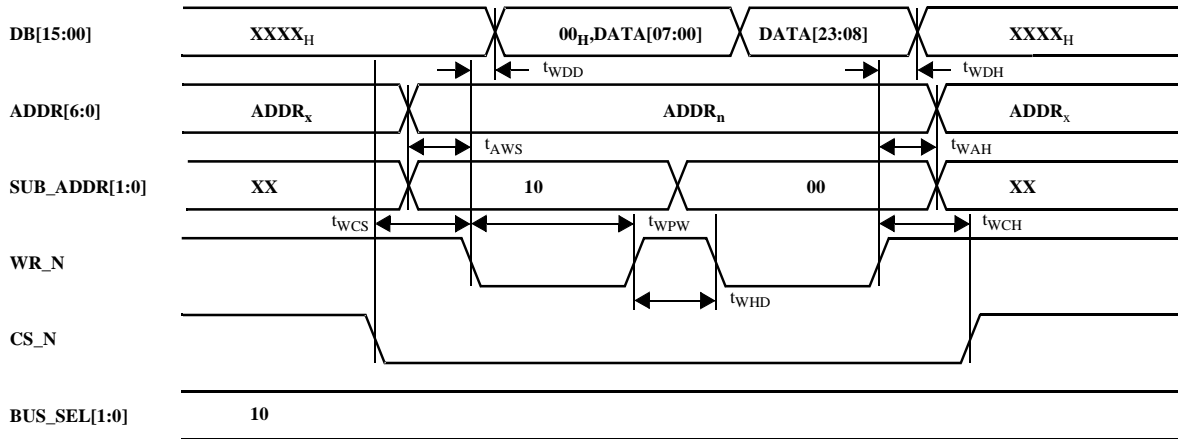 DB[15:00] XXXXH 00H,DATA[07:00] DATA[23:08] XXXXH
tWDD tWDH
ADDR[6:0] ADDRx ADDRn ADDRx
tAWS tWAH
SUB_ADDR[1:0] XX 10 00 XX
tWCS tWPW tWCH
WR_N
tWHD
CS_N
BUS_SEL[1:0] 10